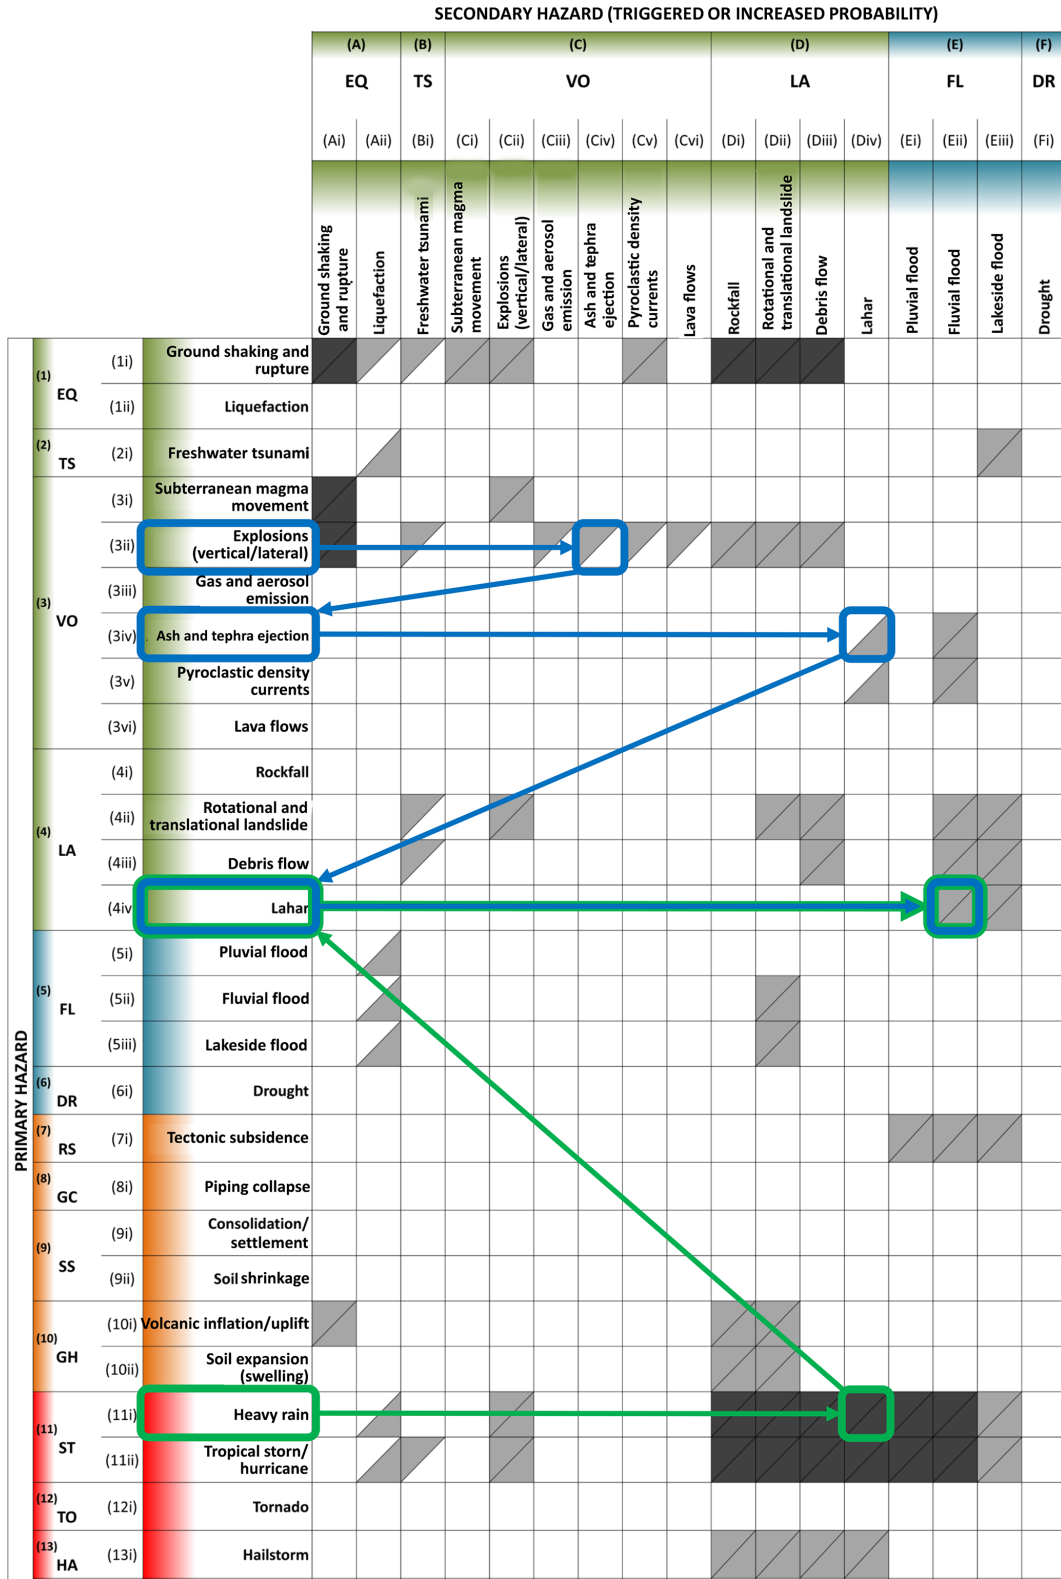 SECONDARY HAZARD (TRIGGERED OR INCREASED PROBABILITY)
(A) (B) (C) (D) (E) (F)
EQ TS VO LA FL DR
(Ai) (Aii) (Bi) (Ci) (Cii) (Ciii) (Civ) (Cv) (Cvi) (Di) (Dii) (Diii) (Div) (Ei) (Eii) (Eiii) (Fi)
Ground shaking
and rupture
Liquefaction
Freshwater tsunami
Subterranean magma
movement
Explosions
(vertical/lateral)
Gas and aerosol
emission
Ash and tephra
ejection
Pyroclastic density
currents
Lava flows
Rockfall
Rotational and
translational landslide
Debris flow
Lahar
Pluvial flood
Fluvial flood
Lakeside flood
Drought
PRIMARY HAZARD
(1)
EQ
(1i) Ground shaking and
rupture
(1ii) Liquefaction
(2)
TS
(2i) Freshwater tsunami
(3)
VO
(3i) Subterranean magma
movement
(3ii) Explosions
(vertical/lateral)
(3iii) Gas and aerosol
emission
(3iv) Ash and tephra ejection
(3v) Pyroclastic density
currents
(3vi) Lava flows
(4)
LA
(4i) Rockfall
(4ii) Rotational and
translational landslide
(4iii) Debris flow
(4iv Lahar
(5)
FL
(5i) Pluvial flood
(5ii) Fluvial flood
(5iii) Lakeside flood
(6)
DR
(6i) Drought
(7)
RS
(7i) Tectonic subsidence
(8)
GC
(8i) Piping collapse
(9)
SS
(9i) Consolidation/
settlement
(9ii) Soil shrinkage
(10)
GH
(10i) Volcanic inflation/uplift
(10ii) Soil expansion
(swelling)
(11)
ST
(11i) Heavy rain
(11ii) Tropical storn/
hurricane
(12)
TO
(12i) Tornado
(13)
HA
(13i) Hailstorm